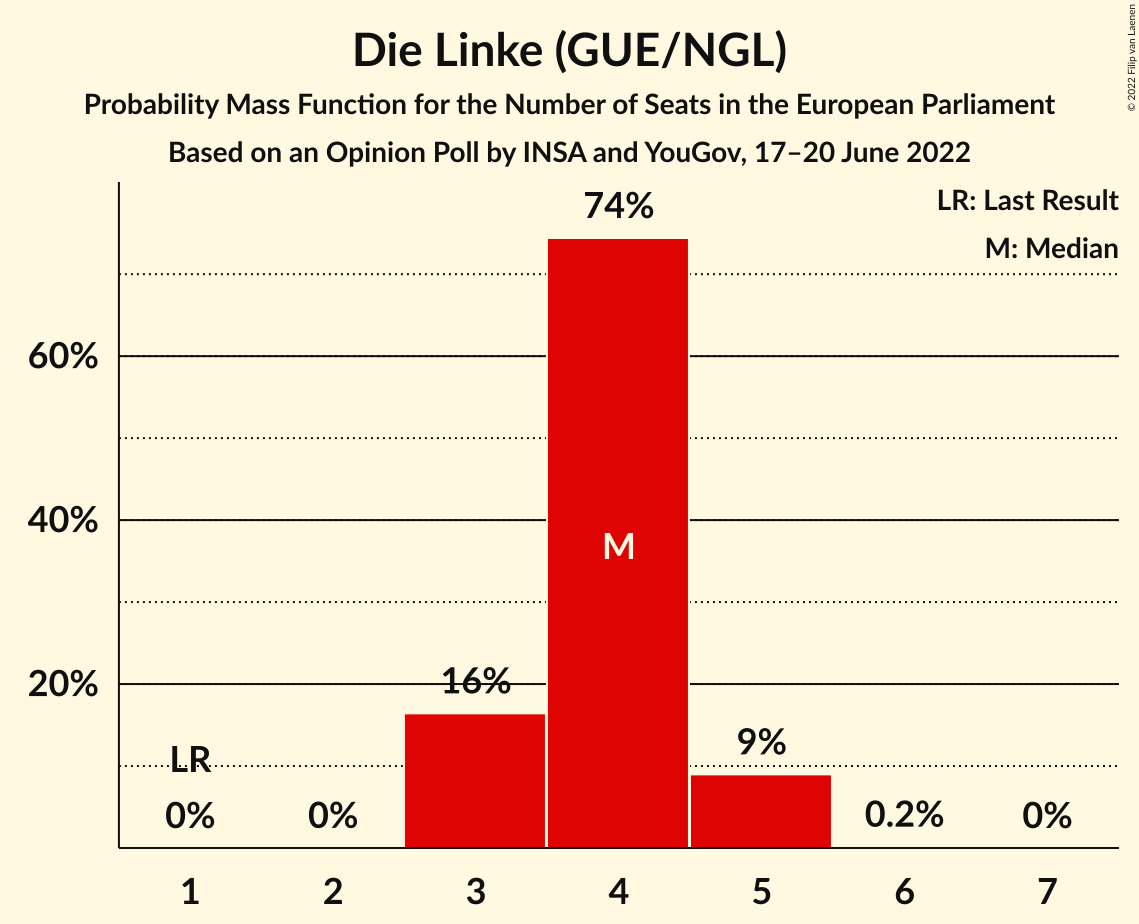 Die Linke (GUE/NGL)
Probability Mass Function for the Number of Seats in the European Parliament
Based on an Opinion Poll by INSA and YouGov, 17–20 June 2022
© 2022 Filip van Laenen
LR: Last Result
M: Median
74%
60%
40%
M
20%
16%
9%
LR
0%
0%
0.2%
0%
1 2 3 4 5 6 7